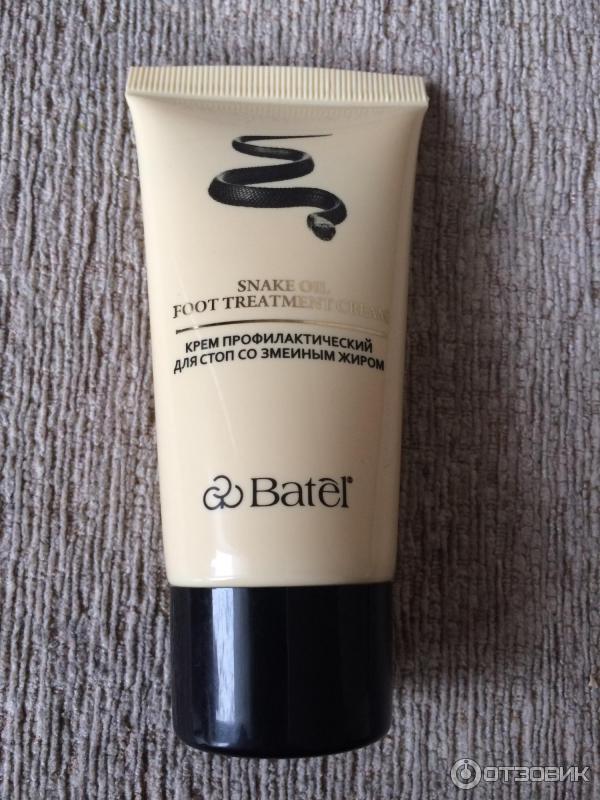 SNAKE OIL
FOOT TREATMENT CREAM
КРЕМ ПРОФИЛАКТИЧЕСКИЙ
ДЛЯ СТОП СО ЗМЕИНЫМ ЖИРОМ
Batel®
ОТЗОВИК